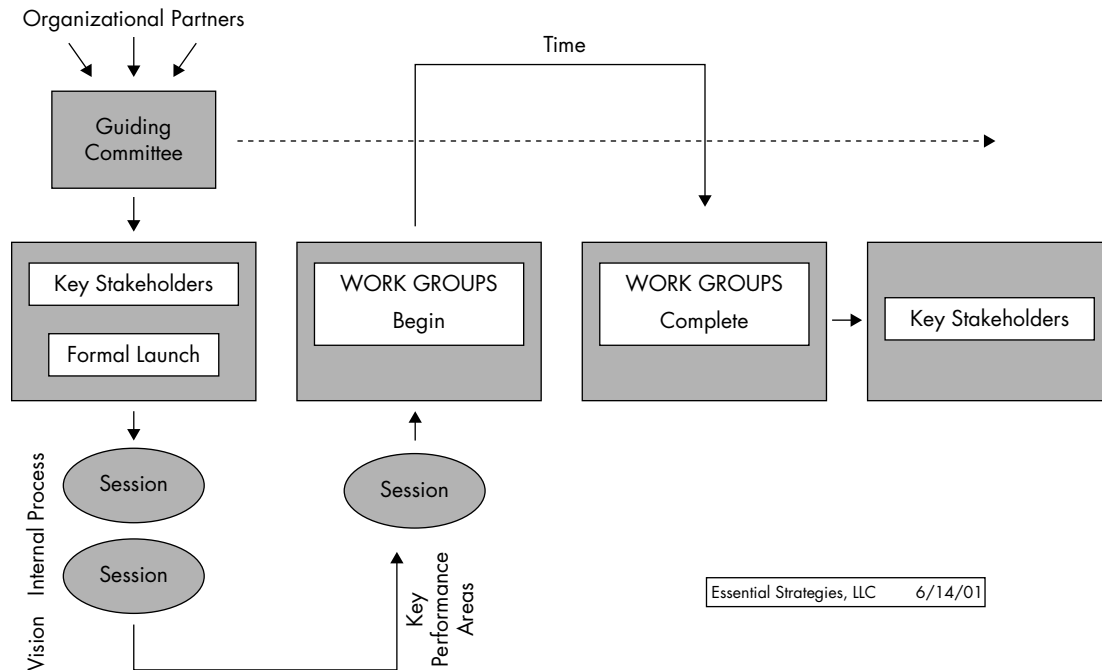 Organizational Partners
Time
Guiding
Committee
Key Stakeholders
Formal Launch
WORK GROUPS
Begin
WORK GROUPS
Complete
Key Stakeholders
Session
Session
Session
Internal Process
Vision
Key
Performance
Areas
Essential Strategies, LLC 6/14/01